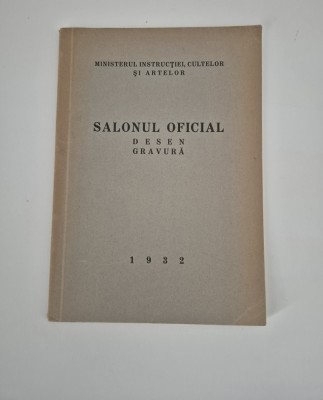 MINISTERUL INSTRUCŢIEI, CULTELOR
ŞI ARTELOR
SALONUL OFICIAL
DESEN
GRAVURĂ
1932